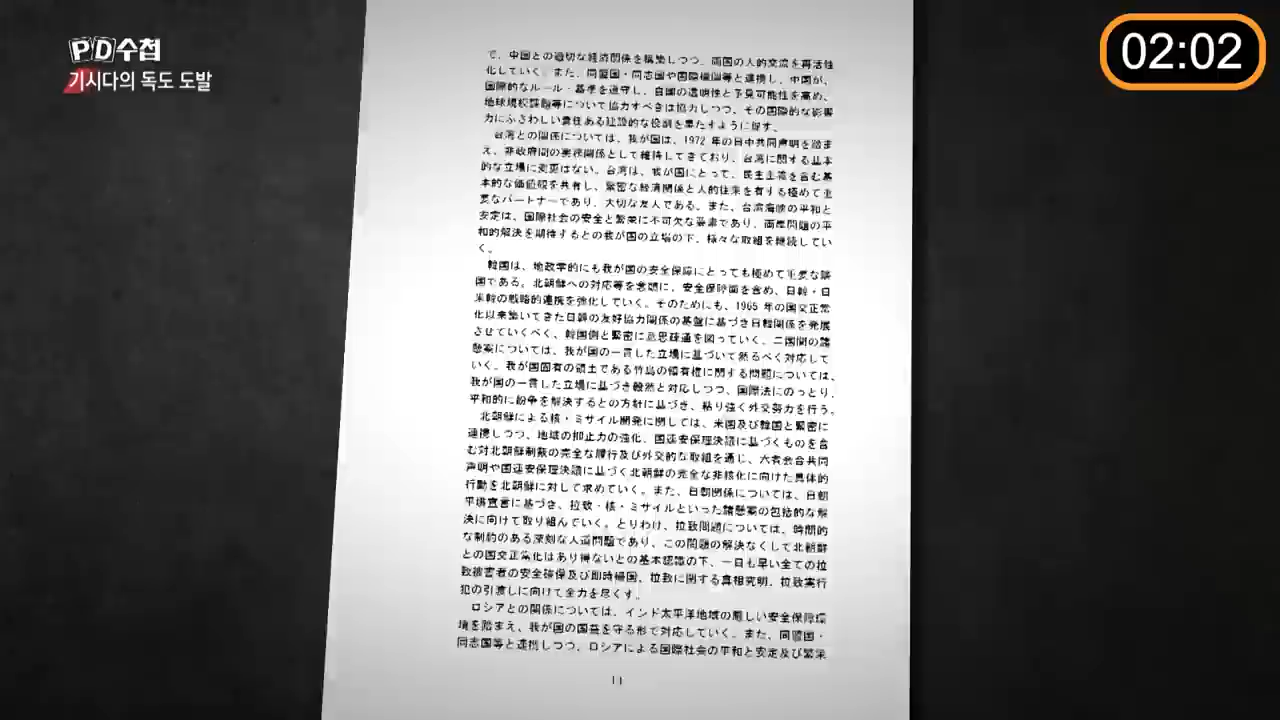 PD수첩
기시다의 독도 도발
02:02
て、中国との適切な経済関係を構築しつつ、両国の人的交流を再活性
化していく。また、同盟国・同志国や国際機関等と連携し、中国が、
国際的なルール・基準を遵守し、自国の透明性と予見可能性を高め、
地球規模課題等について協力すべきは協力しつつ、その国際的な影響
力にふさわしい責任ある建設的な役割を果たすように促す。
台湾との関係については、我が国は、1972 年の日中共同声明を踏ま
え、非政府間の実務関係として維持してきており、台湾に関する基本
的な立場に変更はない。台湾は、我が国にとって、民主主義を含む基
本的な価値観を共有し、緊密な経済関係と人的往来を有する極めて重
要なパートナーであり、大切な友人である。また、台湾海峡の平和と
安定は、国際社会の安全と繁栄に不可欠な要素であり、両岸問題の平
和的解決を期待するとの我が国の立場の下、様々な取組を継続してい
く。
韓国は、地政学的にも我が国の安全保障にとっても極めて重要な隣
国である。北朝鮮への対応等を念頭に、安全保障面を含め、日韓・日
米韓の戦略的連携を強化していく。そのためにも、1965 年の国交正常
化以来築いてきた日韓の友好協力関係の基盤に基づき日韓関係を発展
させていくべく、韓国側と緊密に意思疎通を図っていく。二国間の諸
懸案については、我が国の一貫した立場に基づいて然るべく対応して
いく。我が国固有の領土である竹島の領有権に関する問題については、
我が国の一貫した立場に基づき毅然と対応しつつ、国際法にのっとり、
平和的に紛争を解決するとの方針に基づき、粘り強く外交努力を行う。
北朝鮮による核・ミサイル開発に関しては、米国及び韓国と緊密に
連携しつつ、地域の抑止力の強化、国連安保理決議に基づくものを含
む対北朝鮮制裁の完全な履行及び外交的な取組を通じ、六者会合共同
声明や国連安保理決議に基づく北朝鮮の完全な非核化に向けた具体的
行動を北朝鮮に対して求めていく。また、日朝関係については、日朝
平壌宣言に基づき、拉致・核・ミサイルといった諸懸案の包括的な解
決に向けて取り組んでいく。とりわけ、拉致問題については、時間的
な制約のある深刻な人道問題であり、この問題の解決なくして北朝鮮
との国交正常化はあり得ないとの基本認識の下、一日も早い全ての拉
致被害者の安全確保及び即時帰国、拉致に関する真相究明、拉致実行
犯の引渡しに向けて全力を尽くす。
ロシアとの関係については、インド太平洋地域の厳しい安全保障環
境を踏まえ、我が国の国益を守る形で対応していく。また、同盟国・
同志国等と連携しつつ、ロシアによる国際社会の平和と安定及び繁栄
11